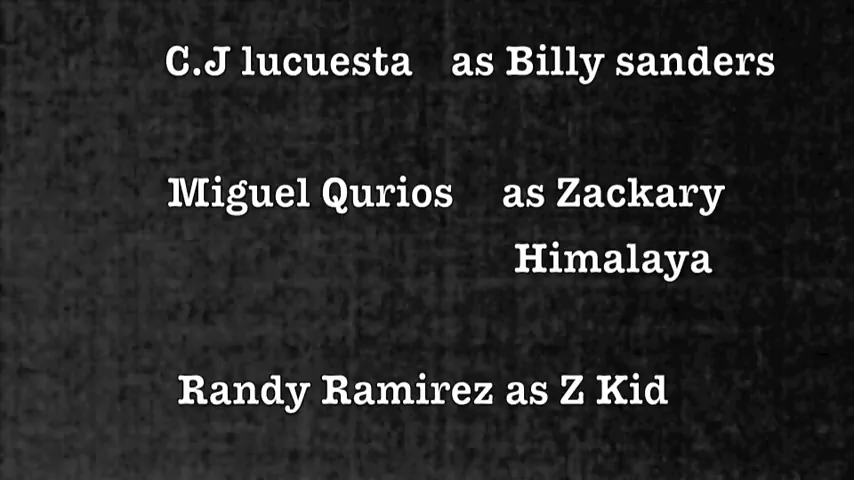 C.J lucuesta as Billy sanders
Miguel Qurios as Zackary
Himalaya
Randy Ramirez as Z Kid